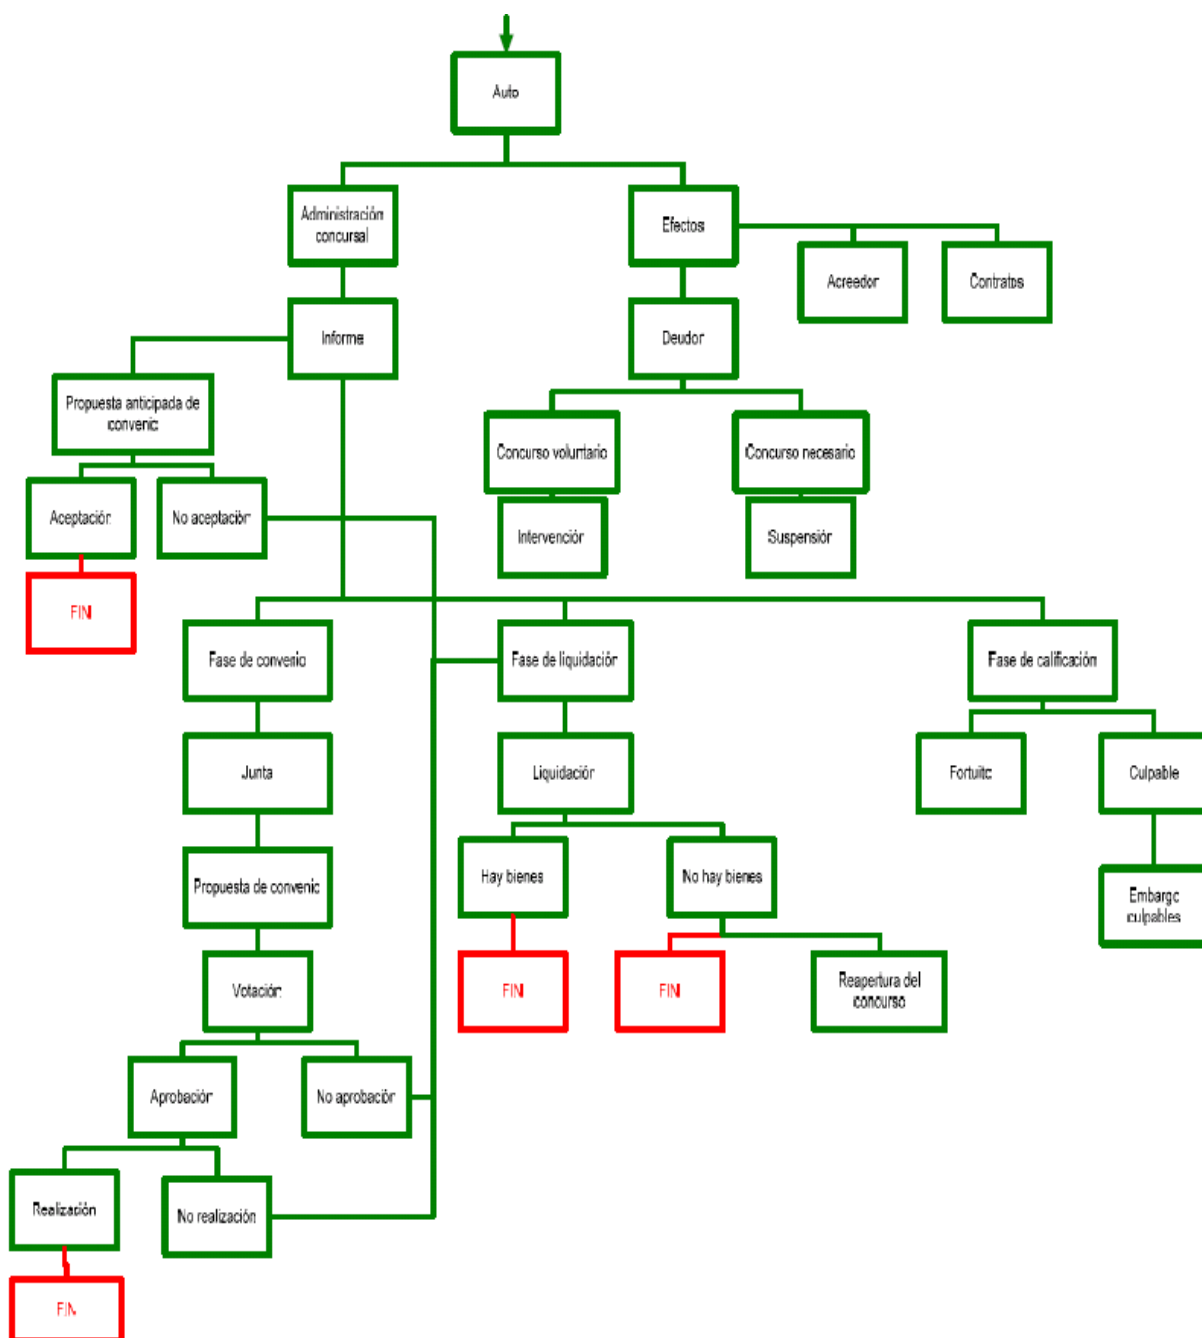 Auto
Administración
concursal
Efectos
Acreedor
Contratos
Informe
Deudor
Propuesta anticipada de
convenio
Concurso voluntario
Concurso necesario
Aceptación
No aceptación
Intervención
Suspensión
FIN
Fase de convenio
Fase de liquidación
Fase de calificación
Junta
Liquidación
Fortuito
Culpable
Propuesta de convenio
Hay bienes
No hay bienes
Embargo
culpables
Votación
FIN
FIN
Reapertura del
concurso
Aprobación
No aprobación
Realización
No realización
FIN